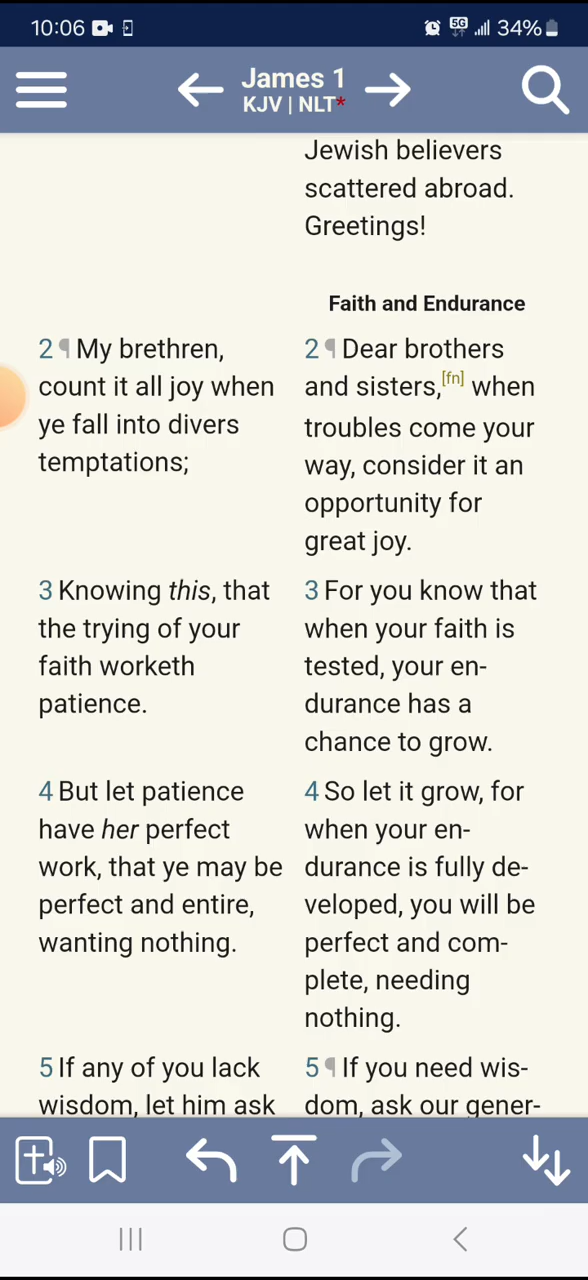 10:06
5G
34%
James 1
KJV | NLT*
Jewish believers
scattered abroad.
Greetings!
Faith and Endurance
2 ¶ My brethren,
count it all joy when
ye fall into divers
temptations;
2 ¶ Dear brothers
and sisters,[fn] when
troubles come your
way, consider it an
opportunity for
great joy.
3 Knowing this, that
the trying of your
faith worketh
patience.
3 For you know that
when your faith is
tested, your en-
durance has a
chance to grow.
4 But let patience
have her perfect
work, that ye may be
perfect and entire,
wanting nothing.
4 So let it grow, for
when your en-
durance is fully de-
veloped, you will be
perfect and com-
plete, needing
nothing.
5 If any of you lack
wisdom, let him ask
5 ¶ If you need wis-
dom, ask our gener-